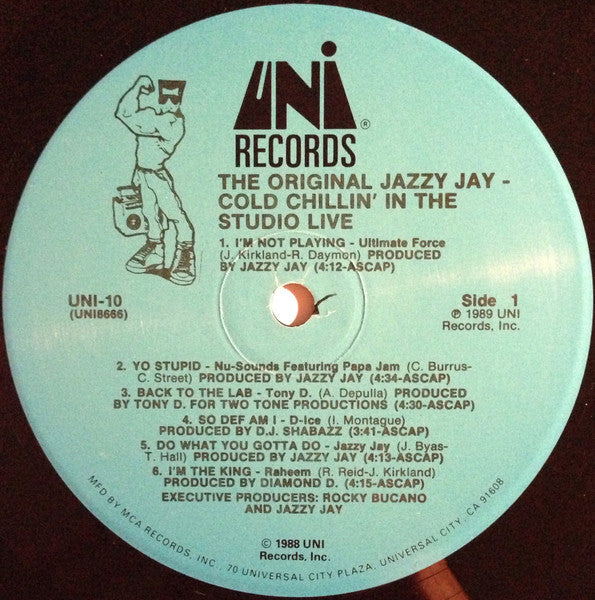 UNI®
RECORDS
THE ORIGINAL JAZZY JAY -
COLD CHILLIN' IN THE
STUDIO LIVE
1. I'M NOT PLAYING - Ultimate Force
(J. Kirkland-R. Daymon) PRODUCED
BY JAZZY JAY (4:12-ASCAP)
UNI-10
(UNI8666)
Side 1
℗ 1989 UNI
Records, Inc.
2. YO STUPID - Nu-Sounds Featuring Papa Jam (C. Burrus-
C. Street) PRODUCED BY JAZZY JAY (4:34-ASCAP)
3. BACK TO THE LAB - Tony D. (A. Depulla) PRODUCED
BY TONY D. FOR TWO TONE PRODUCTIONS (4:30-ASCAP)
4. SO DEF AM I - D-Ice (I. Montague)
PRODUCED BY D.J. SHABAZZ (3:41-ASCAP)
5. DO WHAT YOU GOTTA DO - Jazzy Jay (J. Byas-
T. Hall) PRODUCED BY JAZZY JAY (4:13-ASCAP)
6. I'M THE KING - Raheem (R. Reid-J. Kirkland)
PRODUCED BY DIAMOND D. (4:15-ASCAP)
EXECUTIVE PRODUCERS: ROCKY BUCANO
AND JAZZY JAY
© 1988 UNI
Records, Inc.
MFD BY MCA RECORDS, INC., 70 UNIVERSAL CITY PLAZA, UNIVERSAL CITY, CA 91608